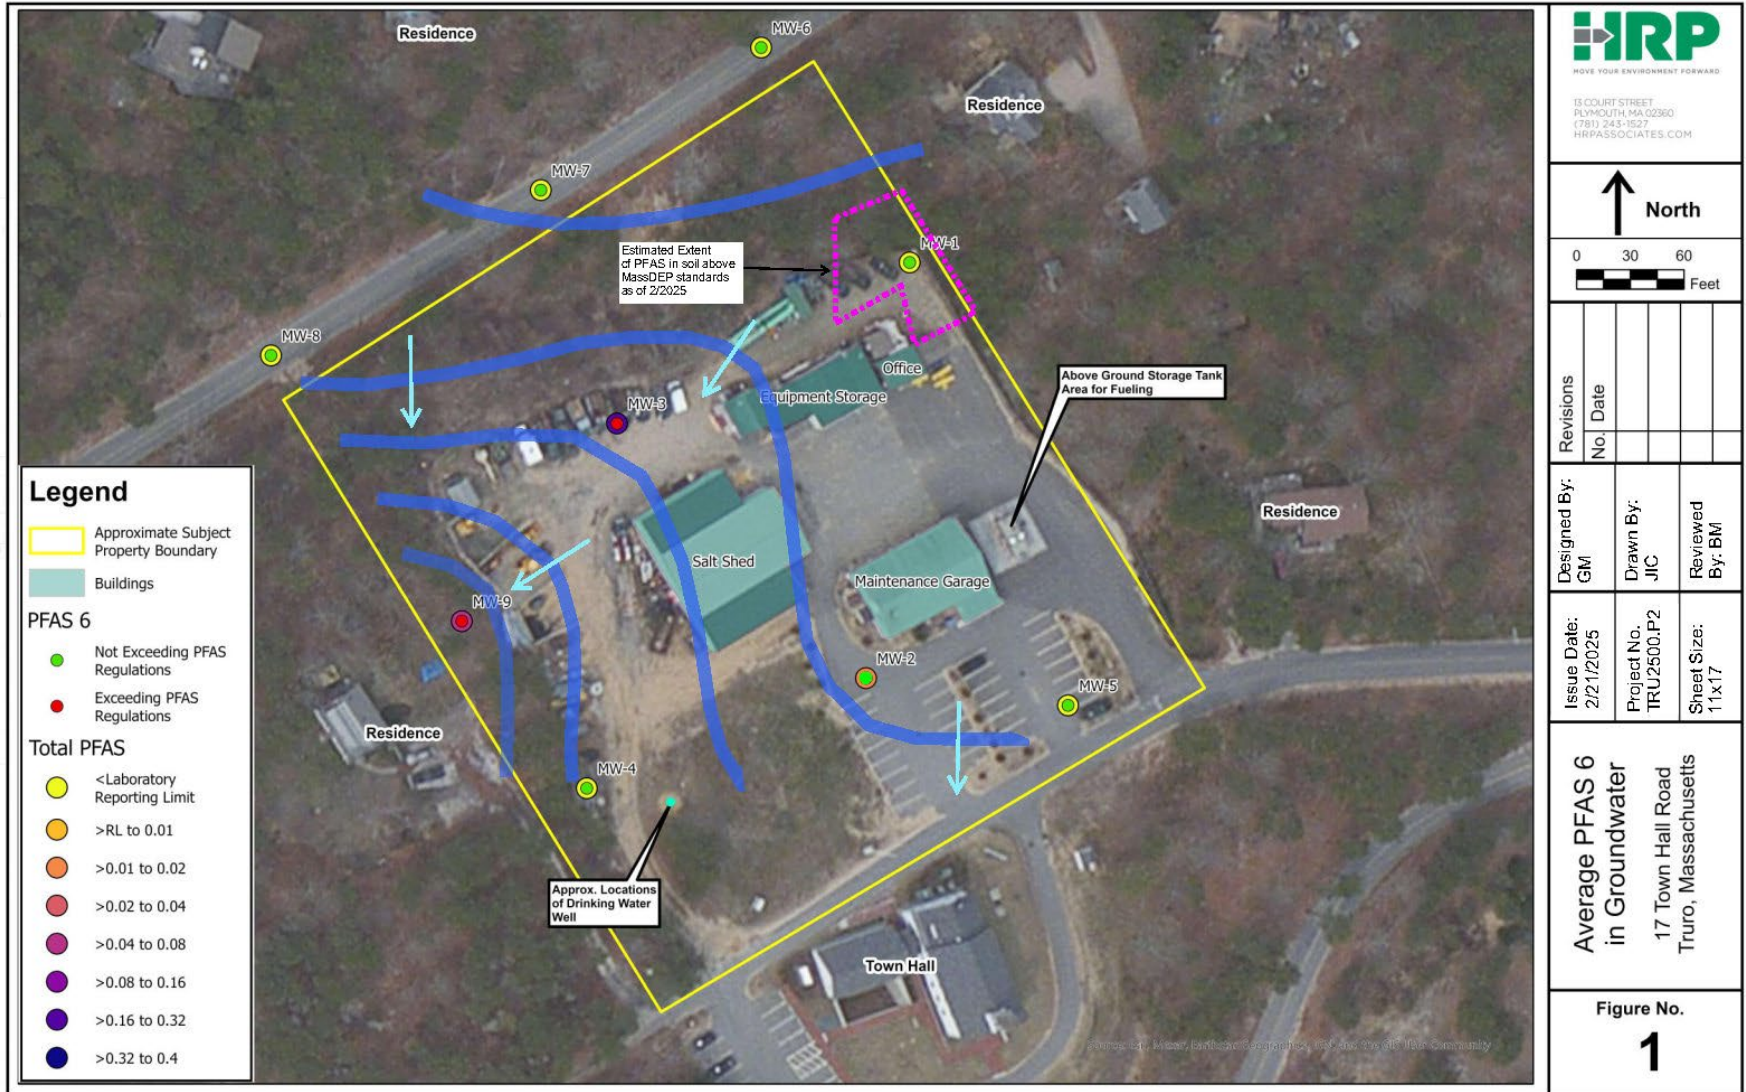 Residence
MW-6
Residence
MW-7
MW-1
Estimated Extent
cf PFAS in soil above
MassDEP standards
as of 2/2025
MW-8
Office
Above Ground Storage Tank
Area for Fueling
Equipment Storage
MW-3
Residence
Salt Shed
Maintenance Garage
MW-9
MW-2
MW-5
Residence
MW-4
Approx. Locations
of Drinking Water
Well
Town Hall
Legend
Approximate Subject
Property Boundary
Buildings
PFAS 6
Not Exceeding PFAS
Regulations
Exceeding PFAS
Regulations
Total PFAS
<Laboratory
Reporting Limit
>RL to 0.01
>0.01 to 0.02
>0.02 to 0.04
>0.04 to 0.08
>0.08 to 0.16
>0.16 to 0.32
>0.32 to 0.4
HRP
MOVE YOUR ENVIRONMENT FORWARD
13 COURT STREET
PLYMOUTH, MA 02360
(781) 243-1527
HRPASSOCIATES.COM
North
0 30 60
Feet
Revisions
No. Date
Designed By:
GM
Drawn By:
JIC
Reviewed
By: BM
Issue Date:
2/21/2025
Project No.
TRU2500.P2
Sheet Size:
11x17
Average PFAS 6
in Groundwater
17 Town Hall Road
Truro, Massachusetts
Figure No.
1